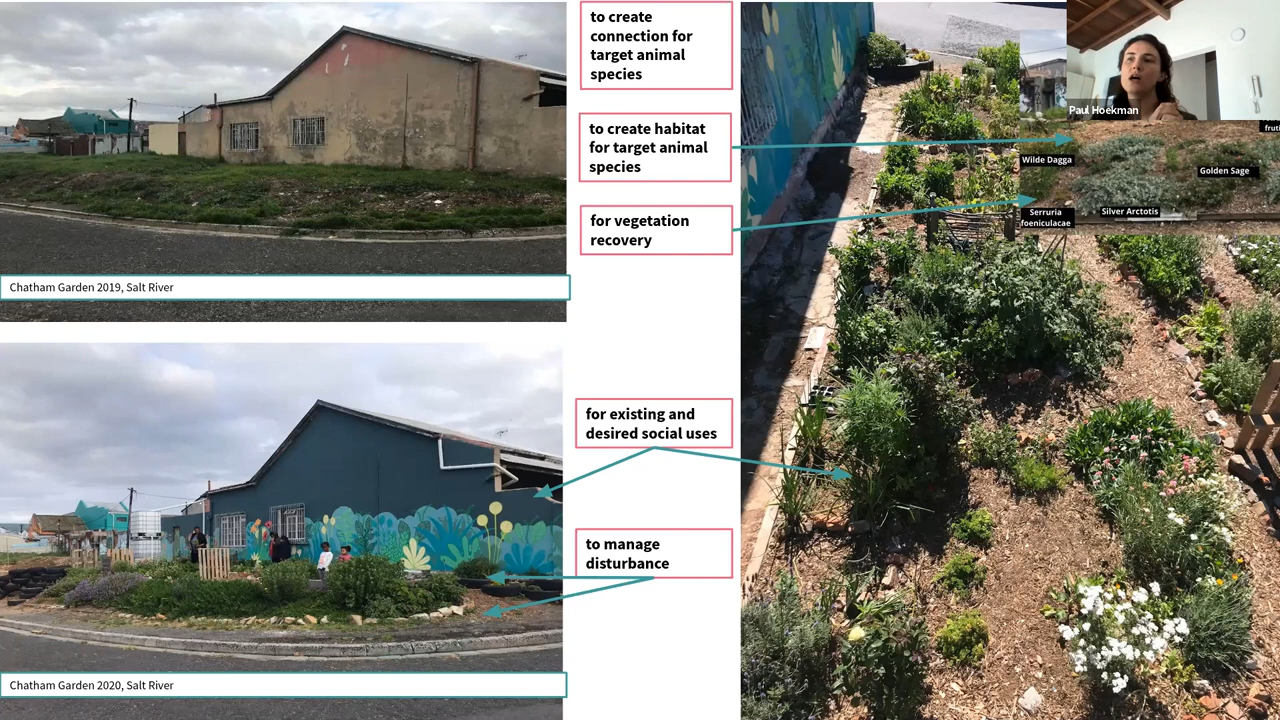 to create
connection for
target animal
species
to create habitat
for target animal
species
for vegetation
recovery
Chatham Garden 2019, Salt River
for existing and
desired social uses
to manage
disturbance
Chatham Garden 2020, Salt River
Paul Hoekman
Wilde Dagga
Golden Sage
Serruria
foeniculacae
Silver Arctotis